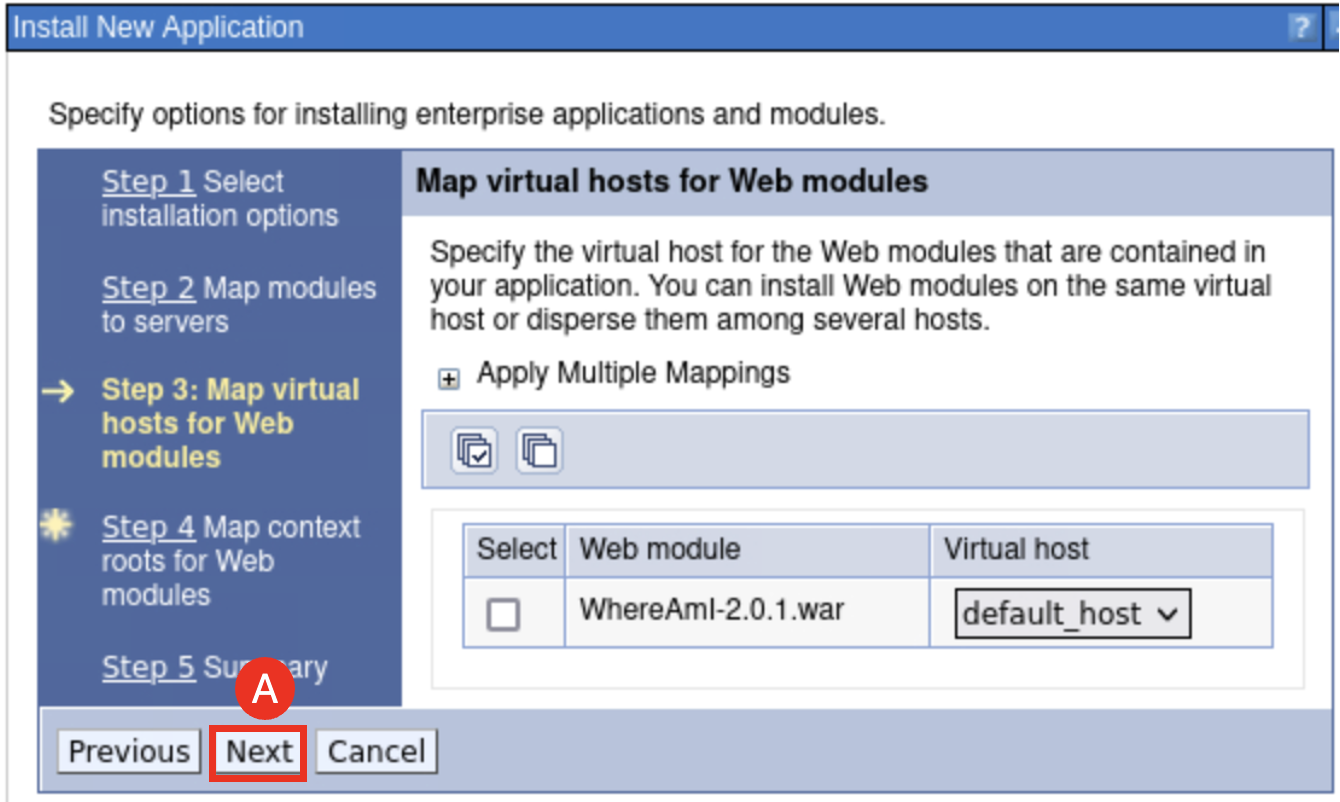 Install New Application
?
Specify options for installing enterprise applications and modules.
Step 1 Select
installation options
Step 2 Map modules
to servers
Step 3: Map virtual
hosts for Web
modules
Step 4 Map context
roots for Web
modules
Step 5 Summary
Map virtual hosts for Web modules
Specify the virtual host for the Web modules that are contained in
your application. You can install Web modules on the same virtual
host or disperse them among several hosts.
Apply Multiple Mappings
Select Web module Virtual host
WhereAmI-2.0.1.war default_host
A
Previous Next Cancel